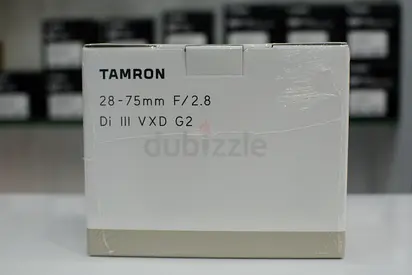 TAMRON
28-75mm F/2.8
Di III VXD G2
dubizzle